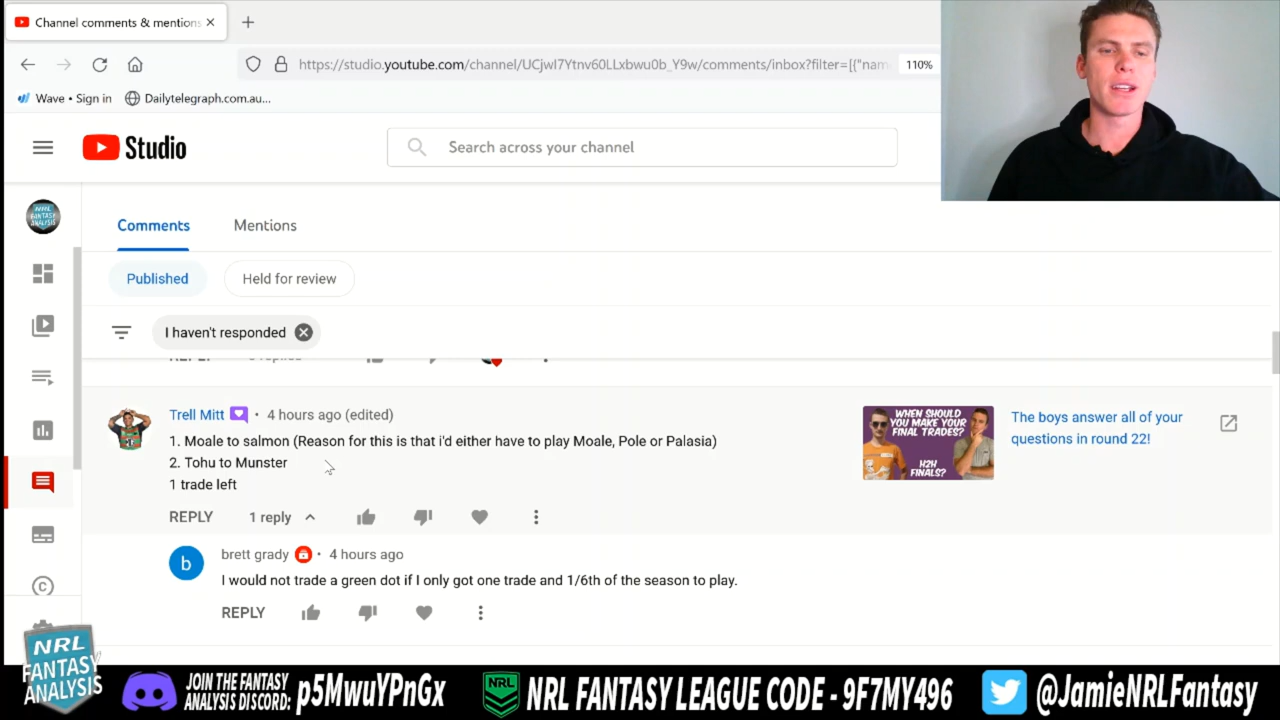 Channel comments & mentions
https://studio.youtube.com/channel/UCjwI7Ytnv60LLxbwu0b_Y9w/comments/inbox?filter=[{"nam
110%
Wave • Sign in
Dailytelegraph.com.au...
Studio
Search across your channel
NRL FANTASY ANALYSIS
Comments
Mentions
Published
Held for review
I haven't responded
Trell Mitt • 4 hours ago (edited)
1. Moale to salmon (Reason for this is that i'd either have to play Moale, Pole or Palasia)
2. Tohu to Munster
1 trade left
REPLY 1 reply
WHEN SHOULD
YOU MAKE YOUR
FINAL TRADES?
H2H
FINALS?
The boys answer all of your
questions in round 22!
b
brett grady • 4 hours ago
I would not trade a green dot if I only got one trade and 1/6th of the season to play.
REPLY
NRL
FANTASY
ANALYSIS
JOIN THE FANTASY
ANALYSIS DISCORD:
p5MwuYPnGx
NRL
NRL FANTASY LEAGUE CODE - 9F7MY496
@JamieNRLFantasy